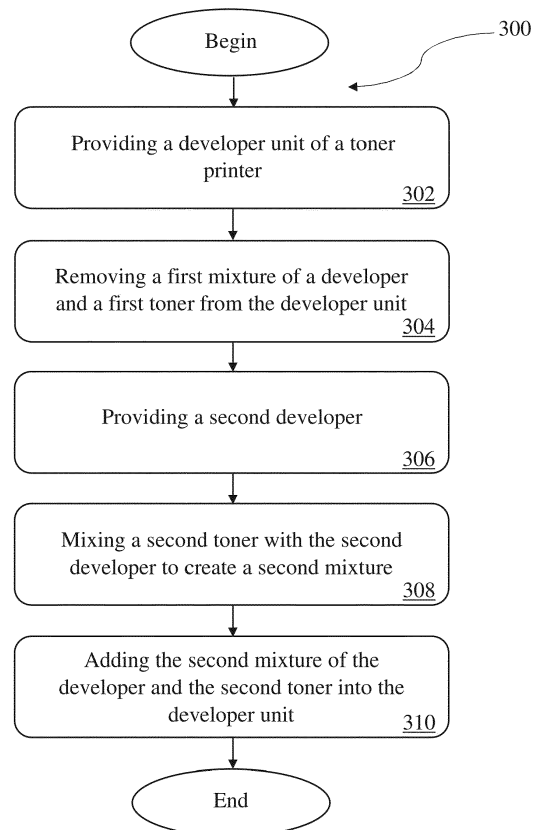 Begin
300
Providing a developer unit of a toner
printer
302
Removing a first mixture of a developer
and a first toner from the developer unit
304
Providing a second developer
306
Mixing a second toner with the second
developer to create a second mixture
308
Adding the second mixture of the
developer and the second toner into the
developer unit
310
End